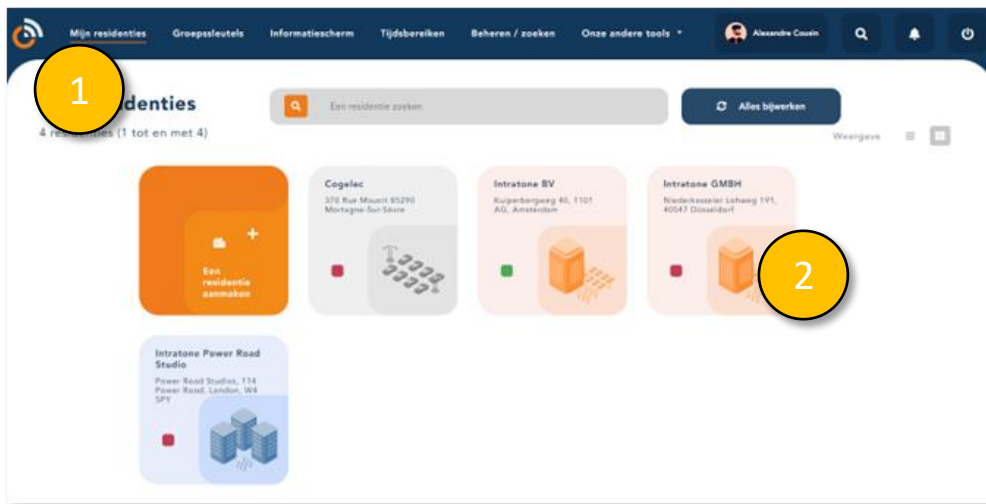 Mijn residenties Groepssleutels Informatiescherm Tijdsbereiken Beheren / zoeken Onze andere tools Alexandre Cousin
1
denties
Een residentie zoeken
Alles bijwerken
4 residenties (1 tot en met 4)
Weergave
Een
residentie
aanmaken
Cogelec
370 Rue Maunit 85290
Mortagne-Sur-Sèvre
Intratone BV
Kuiperbergweg 40, 1101
AG, Amsterdam
Intratone GMBH
Niederkasseler Lohweg 191,
40547 Düsseldorf
2
Intratone Power Road
Studio
Power Road Studios, 114
Power Road, London, W4
5PY